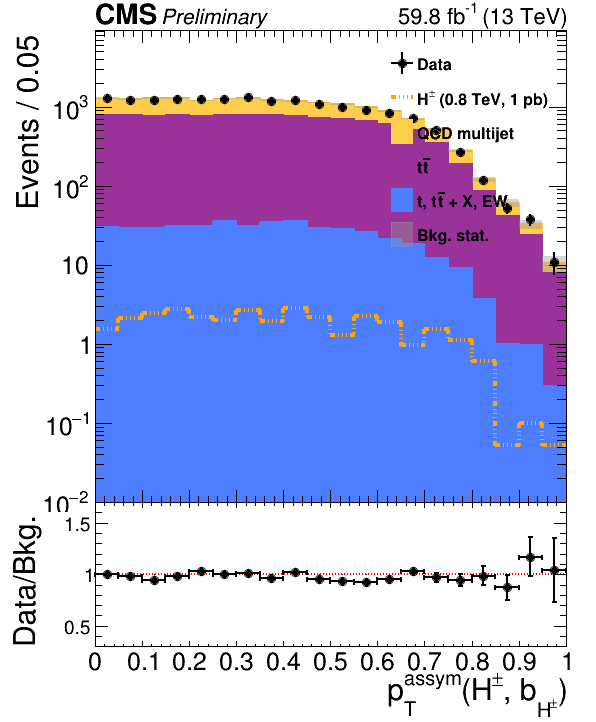 CMS Preliminary 59.8 fb⁻¹ (13 TeV)
Events / 0.05
10³
10²
10
1
10⁻¹
10⁻²
Data
H± (0.8 TeV, 1 pb)
QCD multijet
tt̄
t, tt̄ + X, EW
Bkg. stat.
Data/Bkg.
1.5
1
0.5
0 0.1 0.2 0.3 0.4 0.5 0.6 0.7 0.8 0.9 1
p_T^assym(H±, b_H±)